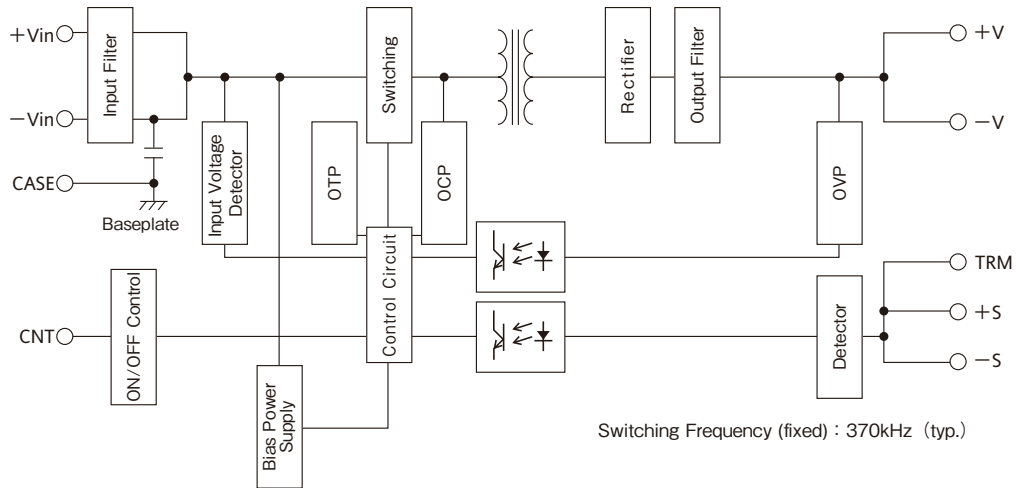 +Vin
−Vin
CASE
Baseplate
CNT
Input Filter
Input Voltage
Detector
ON/OFF Control
Bias Power
Supply
OTP
Switching
OCP
Control Circuit
Rectifier
Output Filter
OVP
Detector
+V
−V
TRM
+S
−S
Switching Frequency (fixed) : 370kHz (typ.)